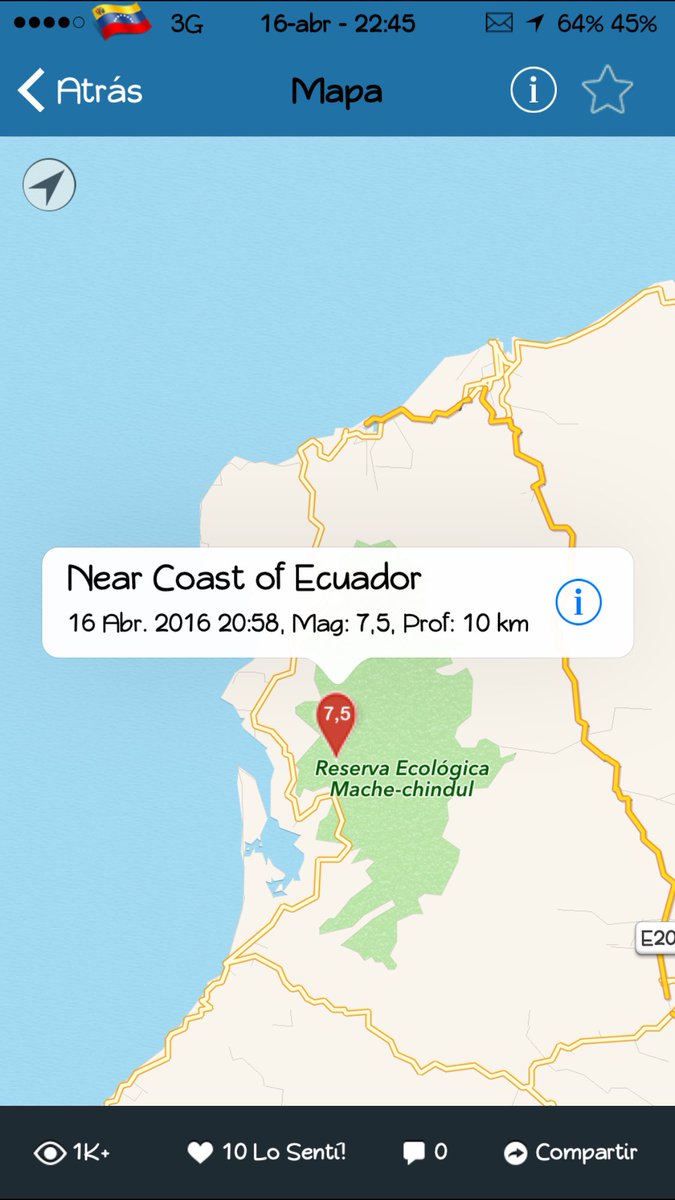 3G 16-abr - 22:45 64% 45%
Atrás Mapa
Near Coast of Ecuador
16 Abr. 2016 20:58, Mag: 7,5, Prof: 10 km
7,5
Reserva Ecológica
Mache-chindul
E20
1K+ 10 Lo Sentí! 0 Compartir